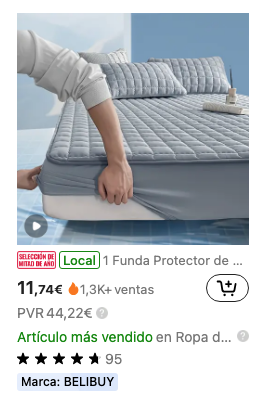 SELECCIÓN DE MITAD DE AÑO Local 1 Funda Protector de ...
11,74€ 1,3K+ ventas
PVR 44,22€ ?
Artículo más vendido en Ropa d... ?
95
Marca: BELIBUY